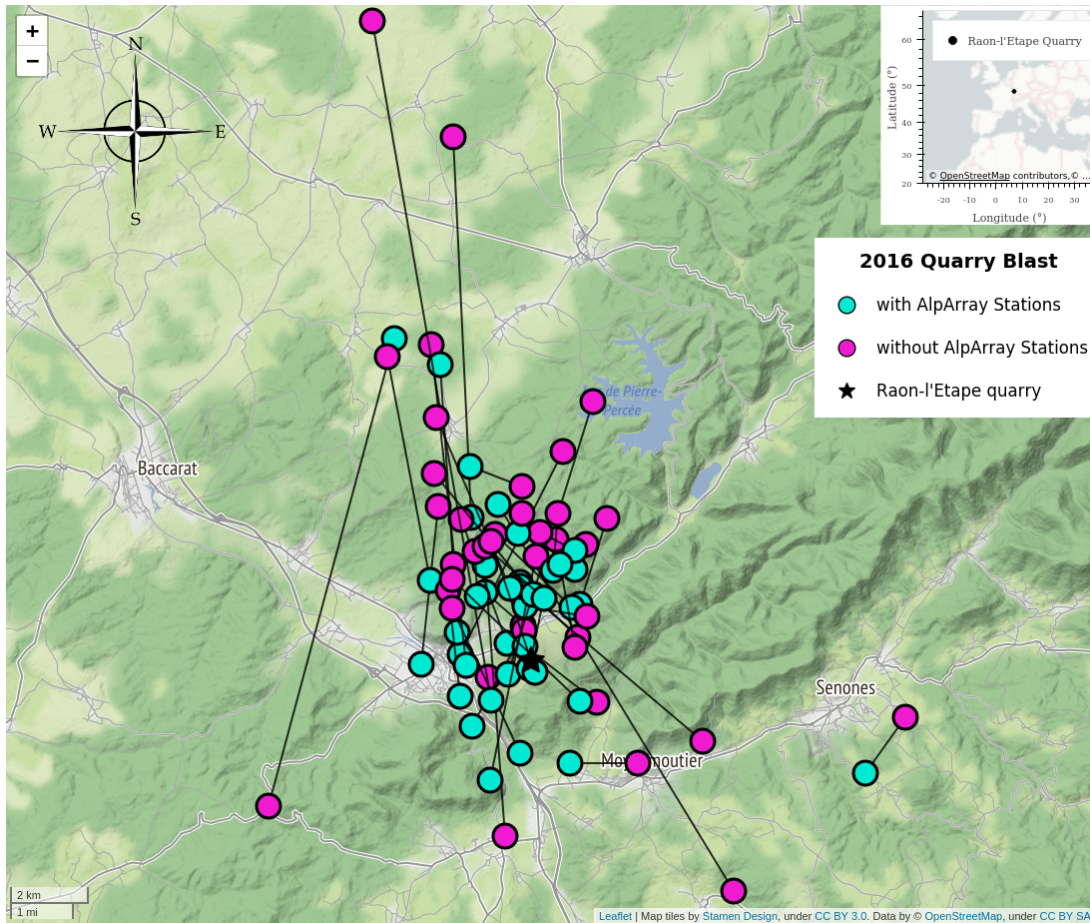 +
−
N
W
E
S
60
50
40
30
20
Latitude (°)
Raon-l'Etape Quarry
© OpenStreetMap contributors,© ...
-20 -10 0 10 20 30
Longitude (°)
2016 Quarry Blast
with AlpArray Stations
without AlpArray Stations
Raon-l'Etape quarry
de Pierre-
Percée
Baccarat
Senones
2 km
1 mi
Leaflet | Map tiles by Stamen Design, under CC BY 3.0. Data by © OpenStreetMap, under CC BY SA